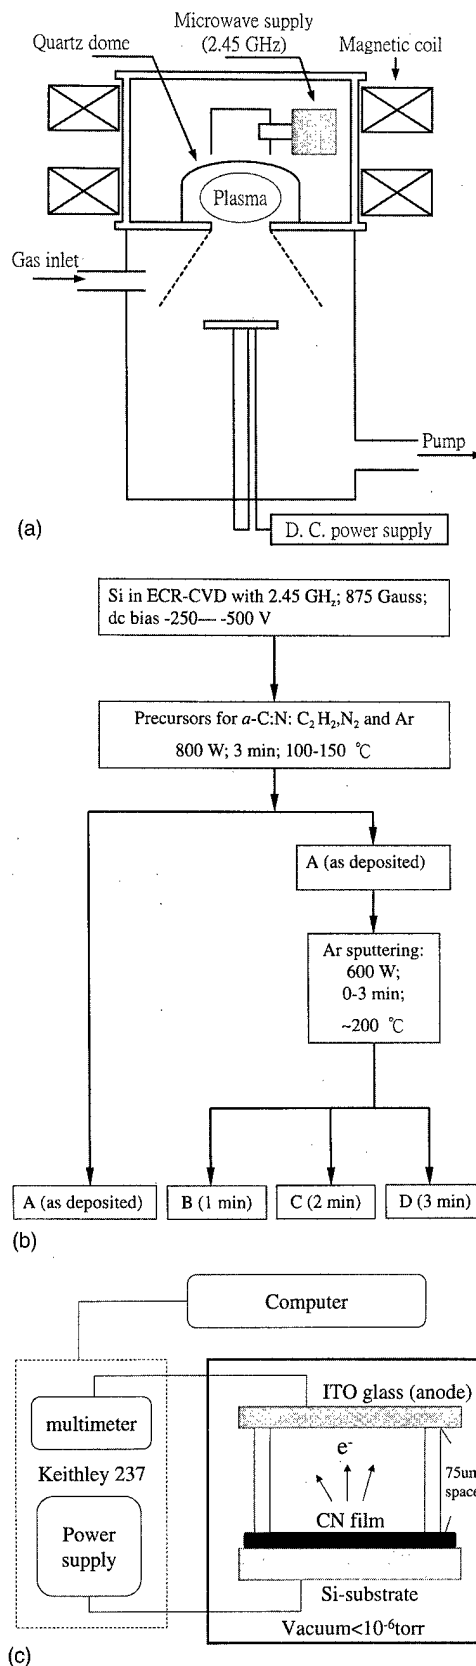 Microwave supply
(2.45 GHz)
Quartz dome
Magnetic coil
Plasma
Gas inlet
Pump
D. C. power supply
(a)
Si in ECR-CVD with 2.45 GHz; 875 Gauss;
dc bias -250— -500 V
Precursors for a-C:N: C₂H₂,N₂ and Ar
800 W; 3 min; 100-150 ℃
A (as deposited)
Ar sputtering:
600 W;
0-3 min;
~200 ℃
A (as deposited)
B (1 min)
C (2 min)
D (3 min)
(b)
Computer
ITO glass (anode)
multimeter
e⁻
Keithley 237
75um
space
CN film
Power
supply
Si-substrate
Vacuum<10⁻⁶torr
(c)